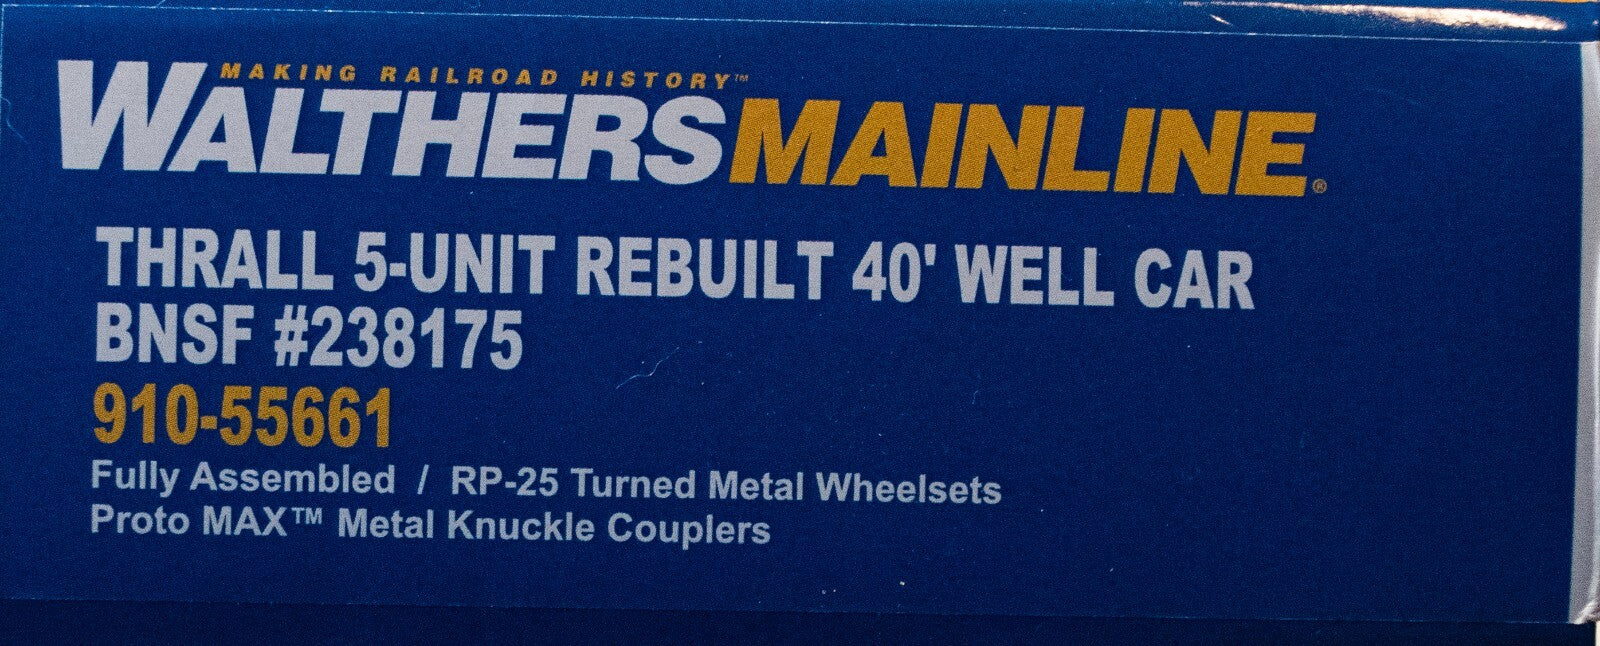 MAKING RAILROAD HISTORY™
WALTHERSMAINLINE®
THRALL 5-UNIT REBUILT 40' WELL CAR
BNSF #238175
910-55661
Fully Assembled / RP-25 Turned Metal Wheelsets
Proto MAX™ Metal Knuckle Couplers